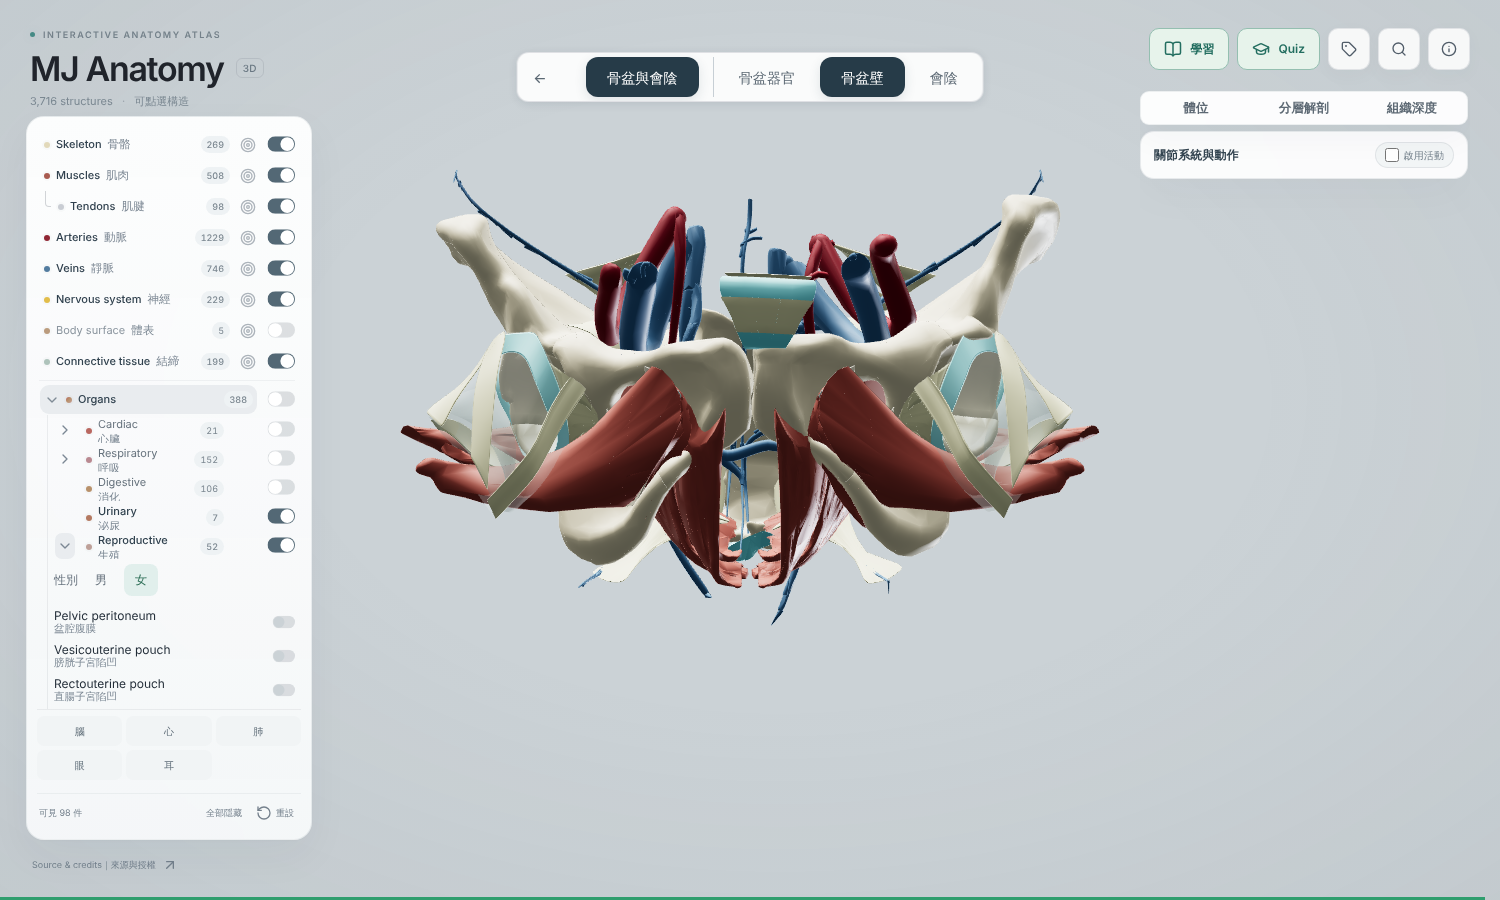 INTERACTIVE ANATOMY ATLAS
MJ Anatomy 3D
3,716 structures · 可點選構造
Skeleton 骨骼 269
Muscles 肌肉 508
Tendons 肌腱 98
Arteries 動脈 1229
Veins 靜脈 746
Nervous system 神經 229
Body surface 體表 5
Connective tissue 結締 199
Organs 388
Cardiac 21
心臟
Respiratory 152
呼吸
Digestive 106
消化
Urinary 7
泌尿
Reproductive 52
生殖
性別 男 女
Pelvic peritoneum
盆腔腹膜
Vesicouterine pouch
膀胱子宮陷凹
Rectouterine pouch
直腸子宮陷凹
腦 心 肺
眼 耳
可見 98 件 全部隱藏 重設
Source & credits | 來源與授權
骨盆與會陰 骨盆器官 骨盆壁 會陰
學習 Quiz
體位 分層解剖 組織深度
關節系統與動作 啟用活動